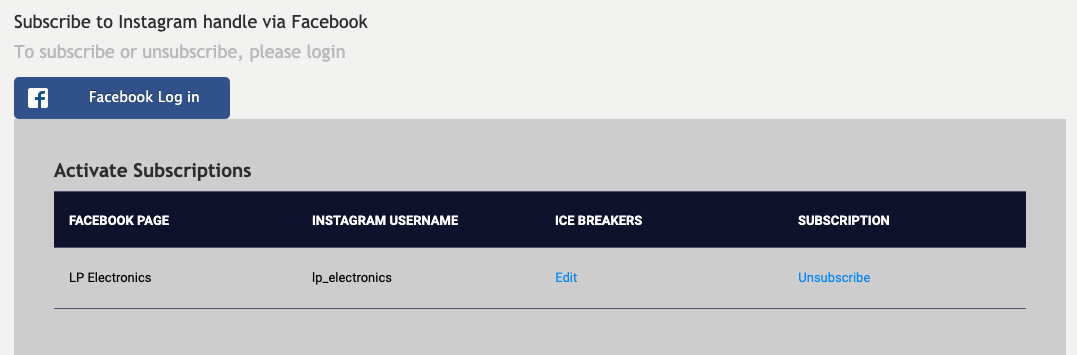 Subscribe to Instagram handle via Facebook
To subscribe or unsubscribe, please login
Facebook Log in
Activate Subscriptions
FACEBOOK PAGE INSTAGRAM USERNAME ICE BREAKERS SUBSCRIPTION
LP Electronics lp_electronics Edit Unsubscribe